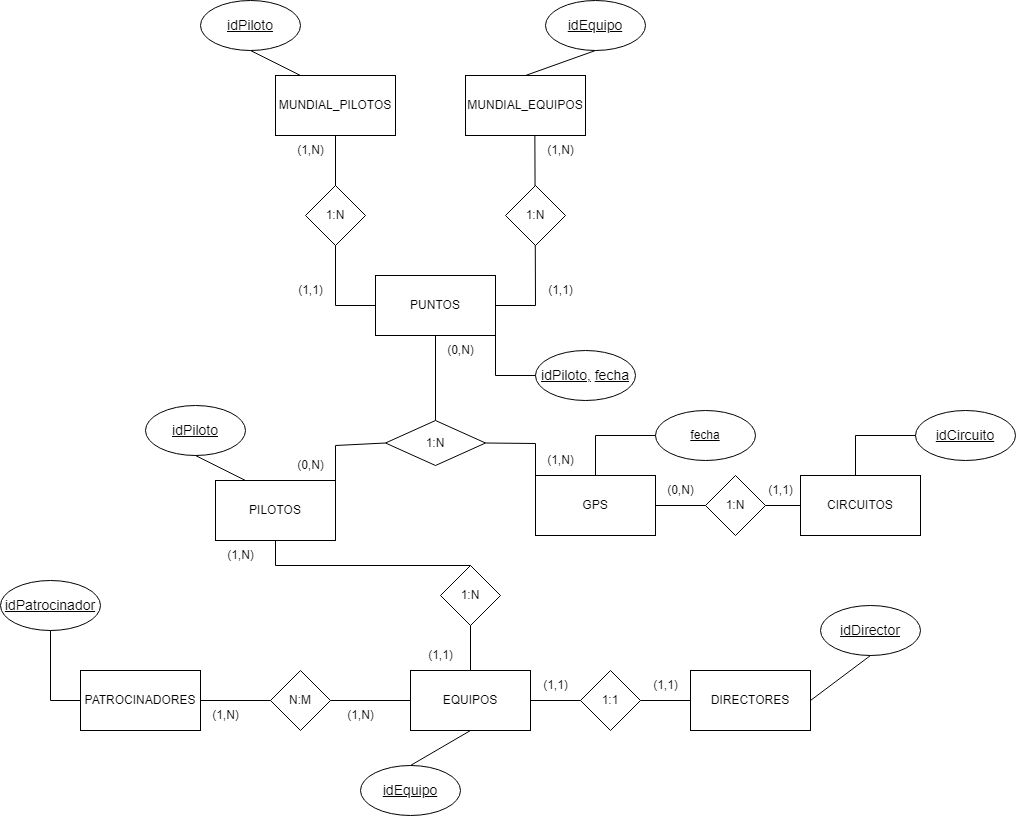 idPiloto
idEquipo
MUNDIAL_PILOTOS
MUNDIAL_EQUIPOS
(1,N)
(1,N)
1:N
1:N
(1,1)
(1,1)
PUNTOS
(0,N)
idPiloto, fecha
idPiloto
fecha
idCircuito
1:N
(0,N)
(1,N)
(0,N)
(1,1)
PILOTOS
GPS
1:N
CIRCUITOS
(1,N)
1:N
idPatrocinador
idDirector
(1,1)
(1,1)
(1,1)
PATROCINADORES
N:M
EQUIPOS
1:1
DIRECTORES
(1,N)
(1,N)
idEquipo